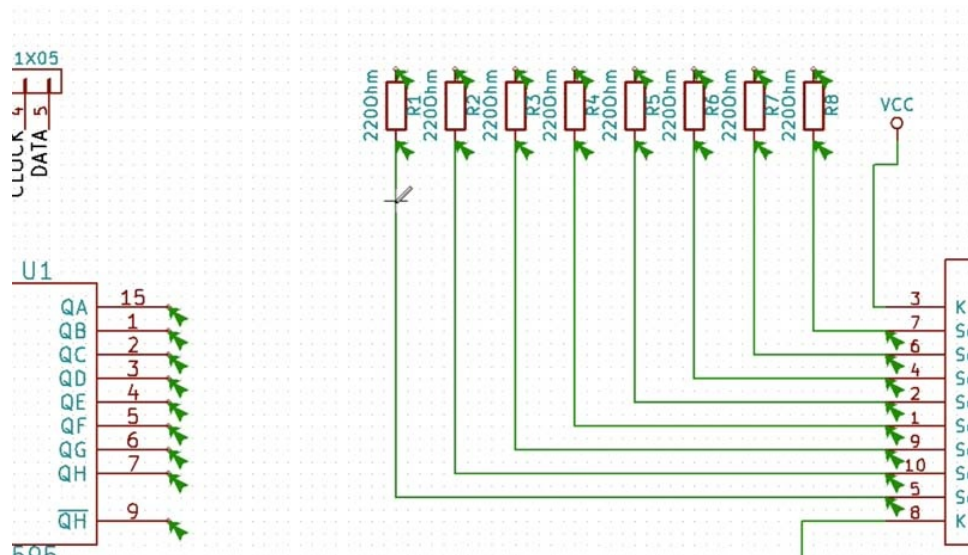 1X05
4
5
CLOCK
DATA
220Ohm
R1
220Ohm
R2
220Ohm
R3
220Ohm
R4
220Ohm
R5
220Ohm
R6
220Ohm
R7
220Ohm
R8
VCC
U1
QA 15
QB 1
QC 2
QD 3
QE 4
QF 5
QG 6
QH 7
QH 9
3 K
7
6
4
2
1
9
10
5
8 K